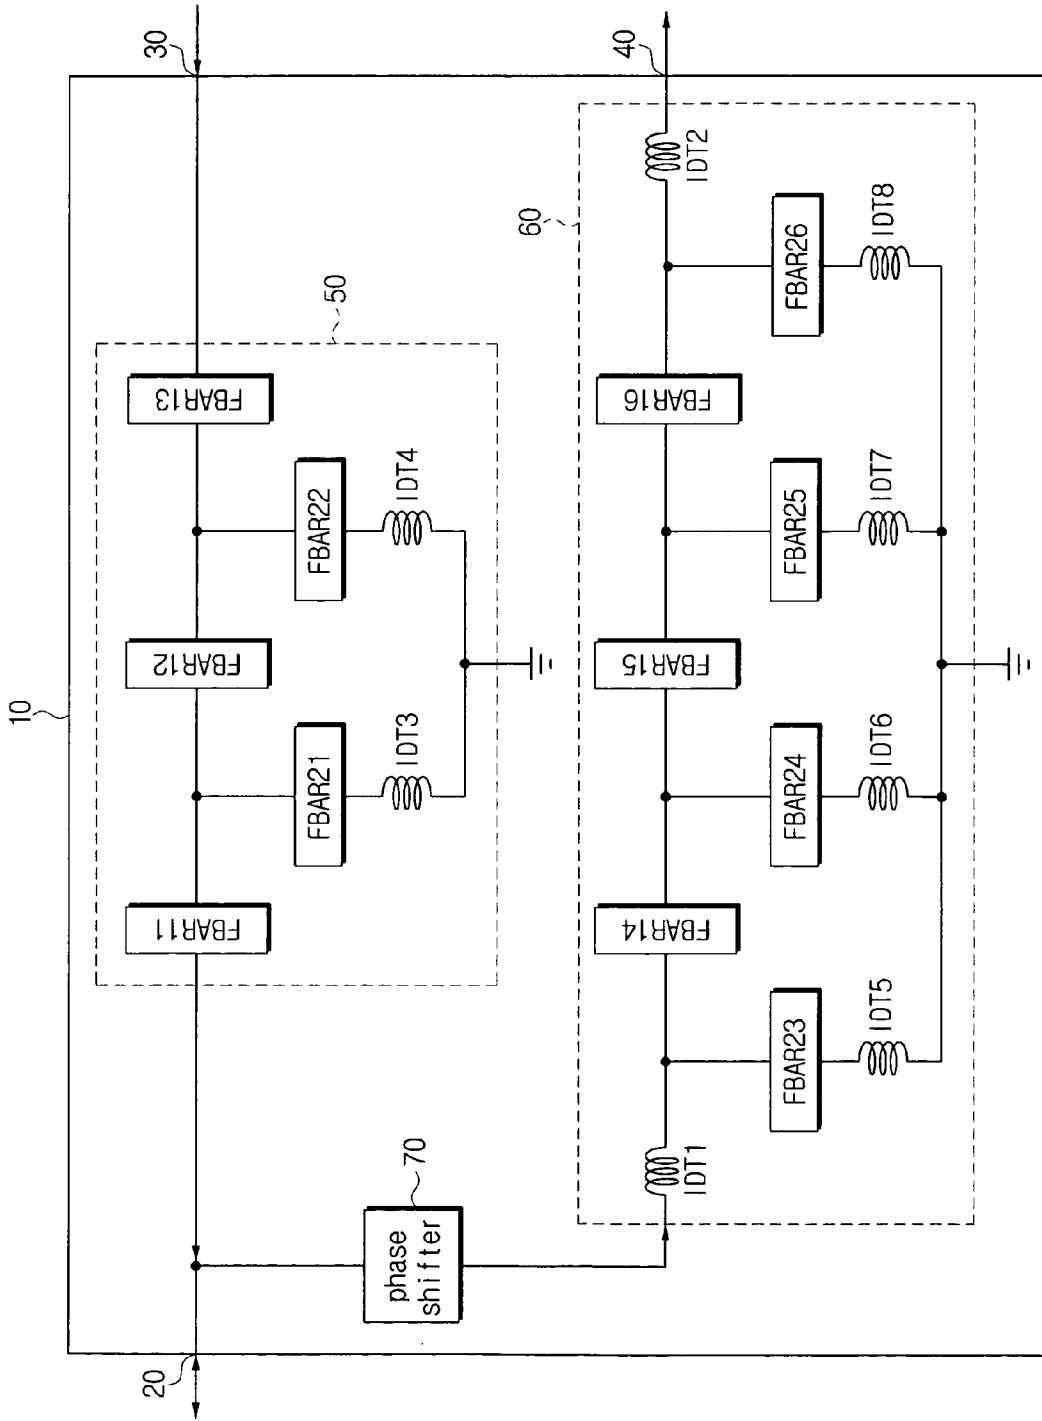 10
20
30
50
FBAR11
FBAR12
FBAR13
FBAR21
FBAR22
IDT3
IDT4
phase
shifter
70
40
60
IDT1
FBAR14
FBAR15
FBAR16
IDT2
FBAR23
FBAR24
FBAR25
FBAR26
IDT5
IDT6
IDT7
IDT8